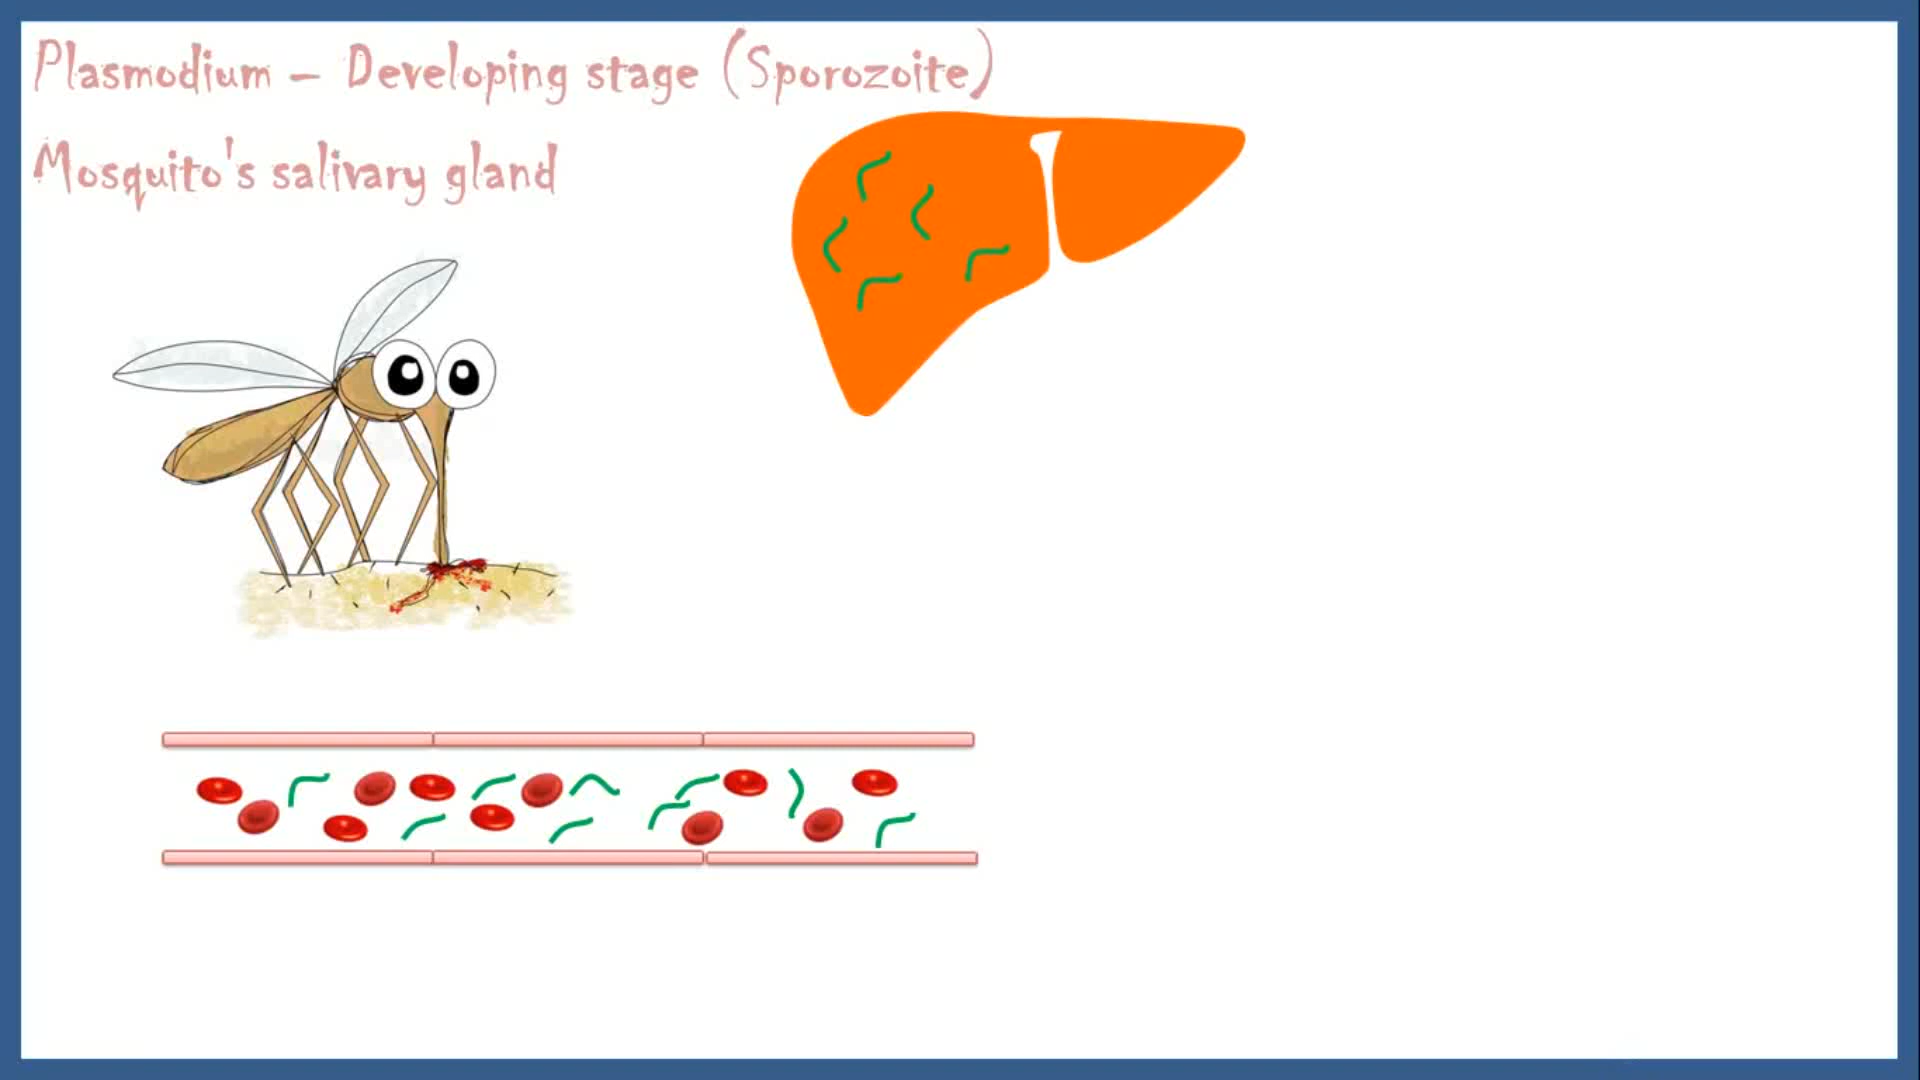 Plasmodium – Developing stage (Sporozoite)
Mosquito's salivary gland